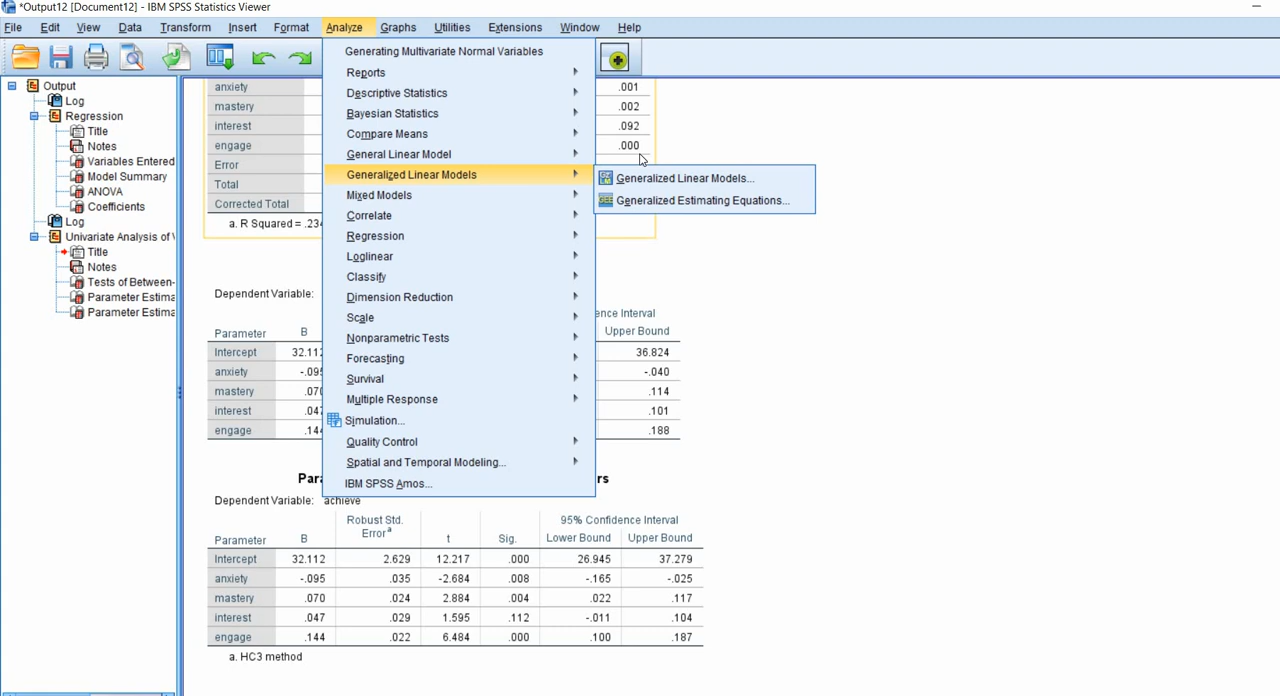 *Output12 [Document12] - IBM SPSS Statistics Viewer
File Edit View Data Transform Insert Format Analyze Graphs Utilities Extensions Window Help
Output
Log
Regression
Title
Notes
Variables Entered
Model Summary
ANOVA
Coefficients
Log
Univariate Analysis of V
Title
Notes
Tests of Between-
Parameter Estima
Parameter Estima
Generating Multivariate Normal Variables
Reports
Descriptive Statistics
Bayesian Statistics
Compare Means
General Linear Model
Generalized Linear Models
Mixed Models
Correlate
Regression
Loglinear
Classify
Dimension Reduction
Scale
Nonparametric Tests
Forecasting
Survival
Multiple Response
Simulation...
Quality Control
Spatial and Temporal Modeling...
IBM SPSS Amos...
Generalized Linear Models...
Generalized Estimating Equations...
anxiety .001
mastery .002
interest .092
engage .000
Error
Total
Corrected Total
a. R Squared = .234
Dependent Variable:
ence Interval
Parameter B Upper Bound
Intercept 32.112 36.824
anxiety -.095 -.040
mastery .070 .114
interest .047 .101
engage .144 .188
Para rs
Dependent Variable: achieve
Robust Std. 95% Confidence Interval
Parameter B Error a t Sig. Lower Bound Upper Bound
Intercept 32.112 2.629 12.217 .000 26.945 37.279
anxiety -.095 .035 -2.684 .008 -.165 -.025
mastery .070 .024 2.884 .004 .022 .117
interest .047 .029 1.595 .112 -.011 .104
engage .144 .022 6.484 .000 .100 .187
a. HC3 method